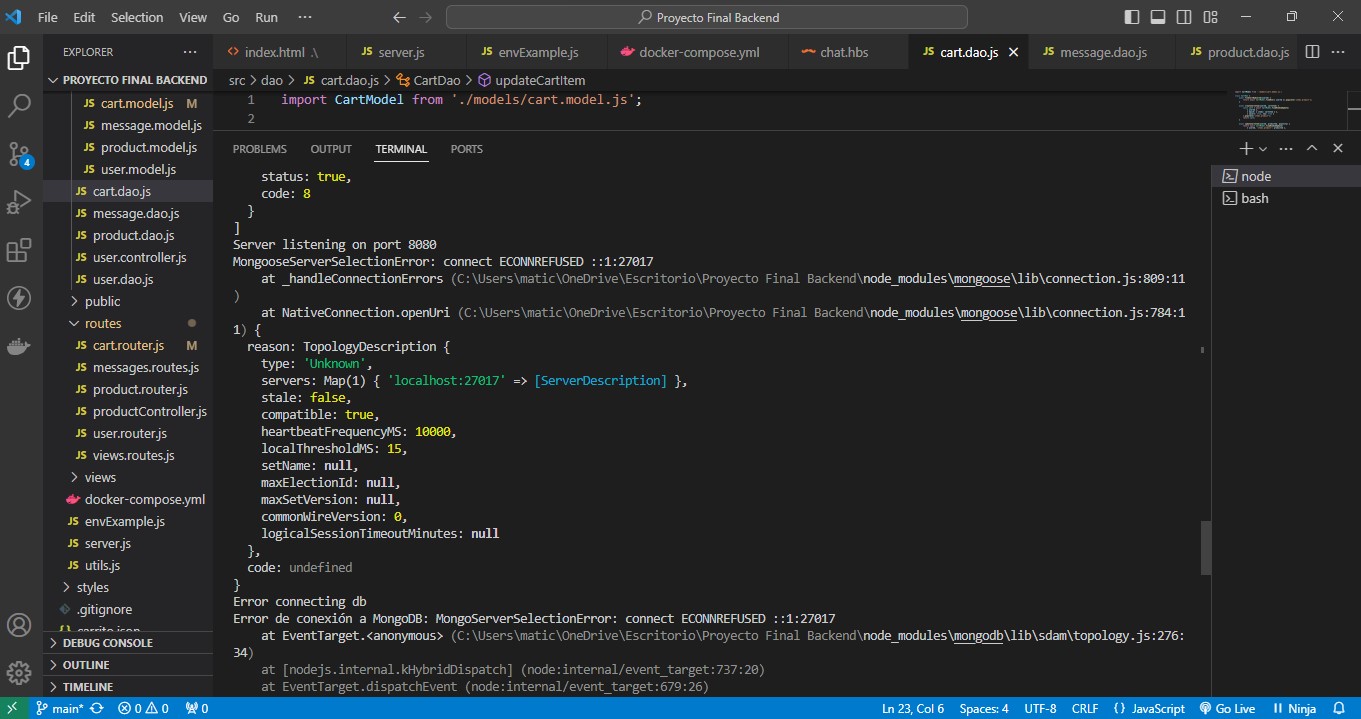 File Edit Selection View Go Run ··· Proyecto Final Backend
EXPLORER ···
index.html .\ JS server.js JS envExample.js docker-compose.yml chat.hbs JS cart.dao.js JS message.dao.js JS product.dao.js ···
PROYECTO FINAL BACKEND
JS cart.model.js M
JS message.model.js
JS product.model.js
JS user.model.js
JS cart.dao.js
JS message.dao.js
JS product.dao.js
JS user.controller.js
JS user.dao.js
public
routes
JS cart.router.js M
JS messages.routes.js
JS product.router.js
JS productController.js
JS user.router.js
JS views.routes.js
views
docker-compose.yml
JS envExample.js
JS server.js
JS utils.js
styles
.gitignore
{} carrito.json
DEBUG CONSOLE
OUTLINE
TIMELINE
4
src > dao > JS cart.dao.js > CartDao > updateCartItem
1 import CartModel from './models/cart.model.js';
2
PROBLEMS OUTPUT TERMINAL PORTS
node
bash
status: true,
code: 8
}
]
Server listening on port 8080
MongooseServerSelectionError: connect ECONNREFUSED ::1:27017
at _handleConnectionErrors (C:\Users\matic\OneDrive\Escritorio\Proyecto Final Backend\node_modules\mongoose\lib\connection.js:809:11
)
at NativeConnection.openUri (C:\Users\matic\OneDrive\Escritorio\Proyecto Final Backend\node_modules\mongoose\lib\connection.js:784:1
1) {
reason: TopologyDescription {
type: 'Unknown',
servers: Map(1) { 'localhost:27017' => [ServerDescription] },
stale: false,
compatible: true,
heartbeatFrequencyMS: 10000,
localThresholdMS: 15,
setName: null,
maxElectionId: null,
maxSetVersion: null,
commonWireVersion: 0,
logicalSessionTimeoutMinutes: null
},
code: undefined
}
Error connecting db
Error de conexión a MongoDB: MongoServerSelectionError: connect ECONNREFUSED ::1:27017
at EventTarget.<anonymous> (C:\Users\matic\OneDrive\Escritorio\Proyecto Final Backend\node_modules\mongodb\lib\sdam\topology.js:276:
34)
at [nodejs.internal.kHybridDispatch] (node:internal/event_target:737:20)
at EventTarget.dispatchEvent (node:internal/event_target:679:26)
main* 0 0 0 Ln 23, Col 6 Spaces: 4 UTF-8 CRLF {} JavaScript Go Live Ninja